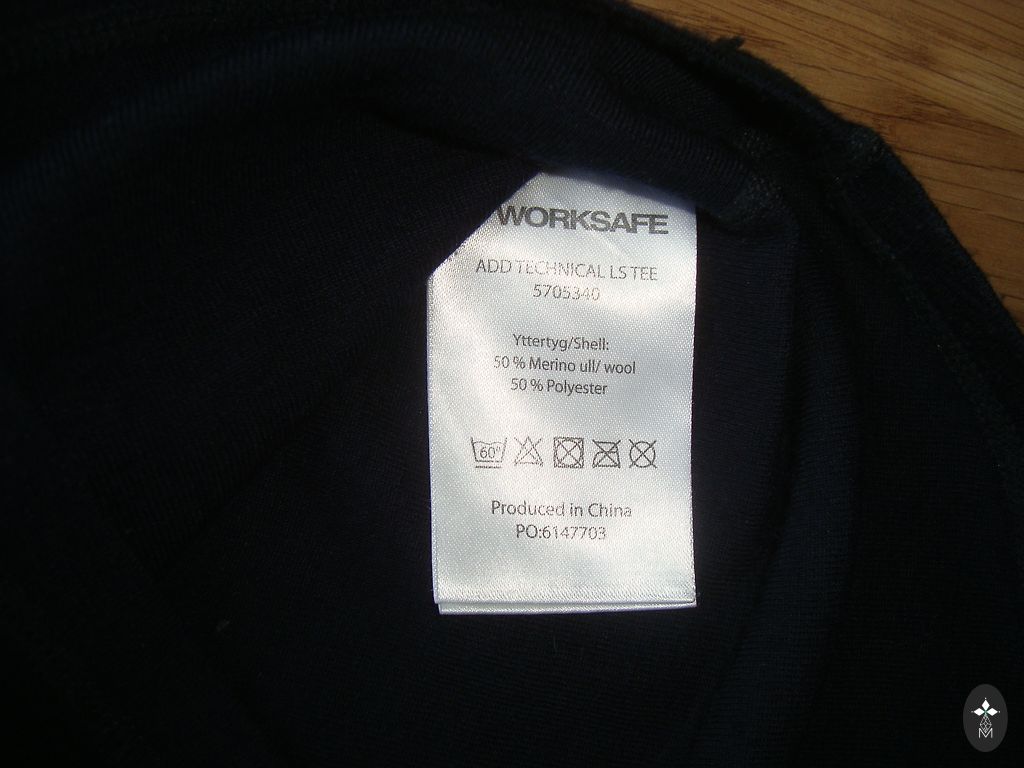 WORKSAFE
ADD TECHNICAL LS TEE
5705340
Yttertyg/Shell:
50 % Merino ull/ wool
50 % Polyester
60°
Produced in China
PO:6147703
M